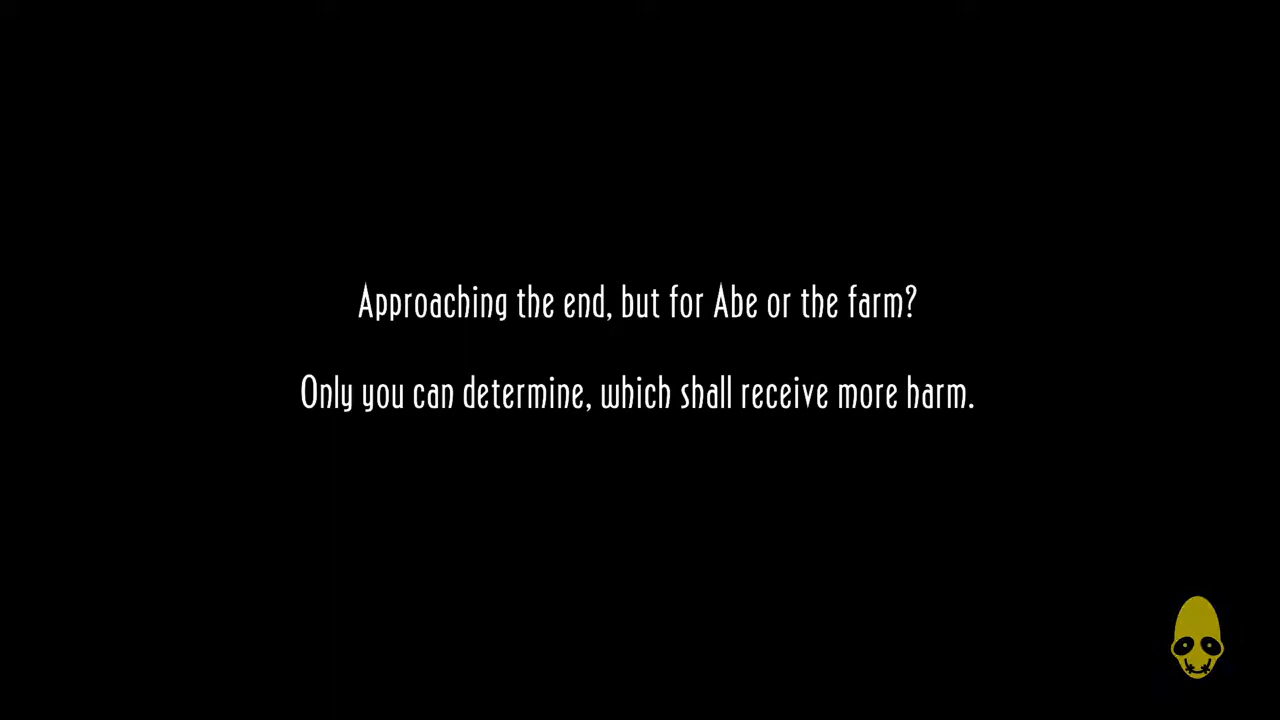 Approaching the end, but for Abe or the farm?
Only you can determine, which shall receive more harm.